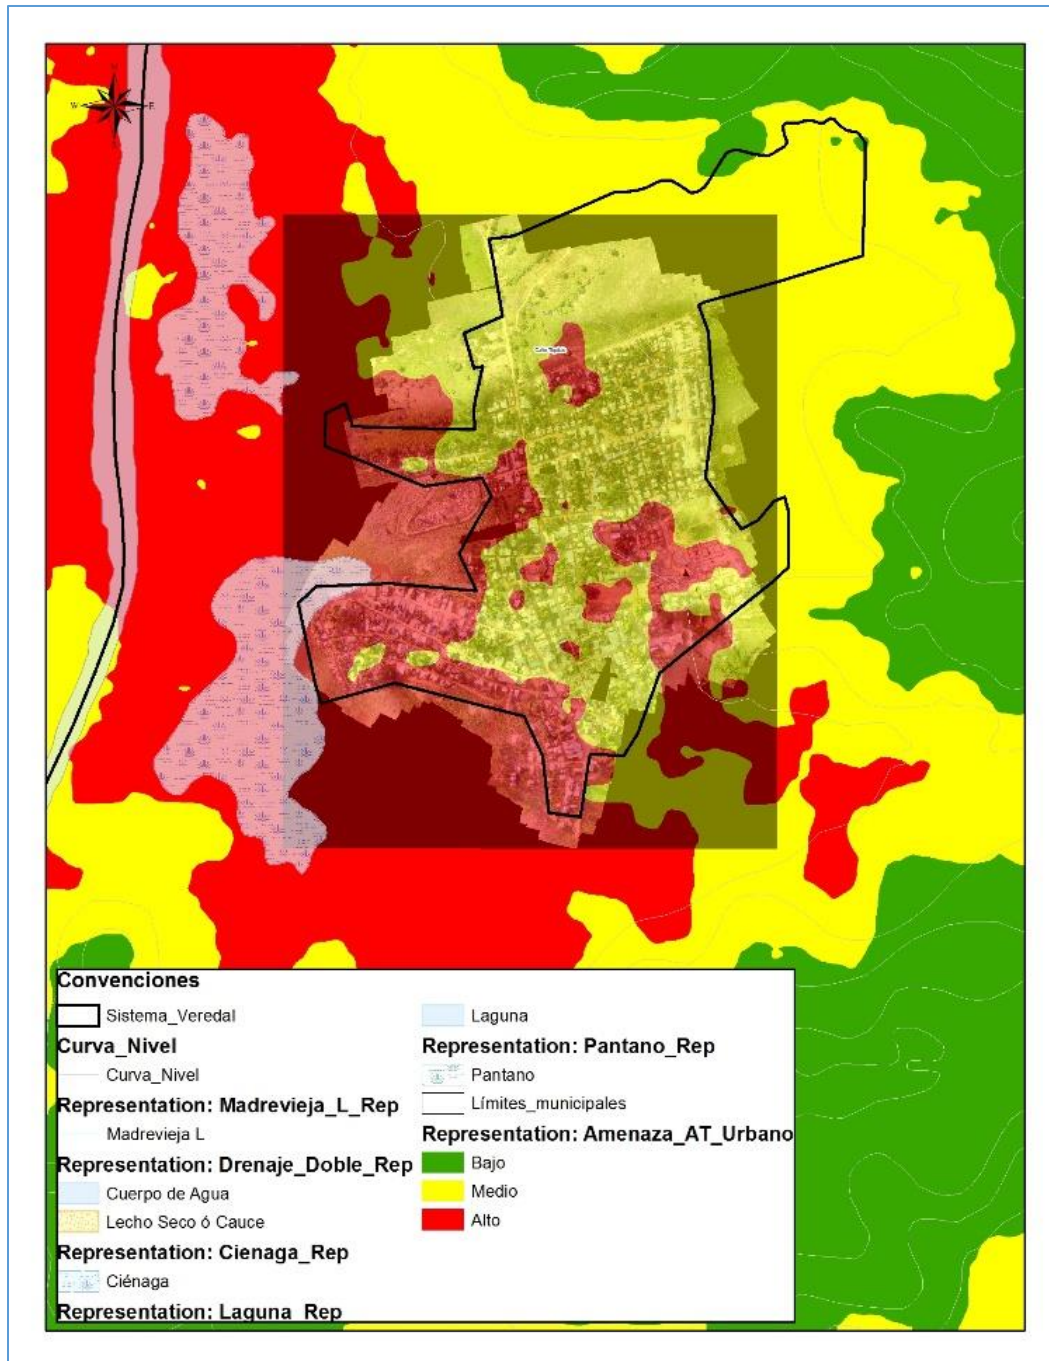 W E
Convenciones
Sistema_Veredal
Curva_Nivel
Curva_Nivel
Representation: Madrevieja_L_Rep
Madrevieja L
Representation: Drenaje_Doble_Rep
Cuerpo de Agua
Lecho Seco ó Cauce
Representation: Cienaga_Rep
Ciénaga
Representation: Laguna_Rep
Laguna
Representation: Pantano_Rep
Pantano
Límites_municipales
Representation: Amenaza_AT_Urbano
Bajo
Medio
Alto